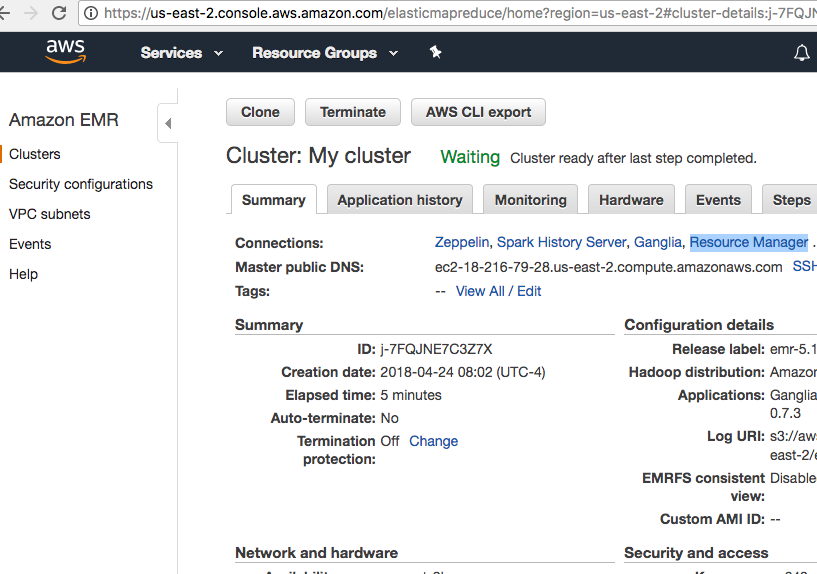 https://us-east-2.console.aws.amazon.com/elasticmapreduce/home?region=us-east-2#cluster-details:j-7FQJN
aws Services Resource Groups
Amazon EMR
Clusters
Security configurations
VPC subnets
Events
Help
Clone Terminate AWS CLI export
Cluster: My cluster Waiting Cluster ready after last step completed.
Summary Application history Monitoring Hardware Events Steps
Connections: Zeppelin, Spark History Server, Ganglia, Resource Manager .
Master public DNS: ec2-18-216-79-28.us-east-2.compute.amazonaws.com SSH
Tags: -- View All / Edit
Summary
ID: j-7FQJNE7C3Z7X
Creation date: 2018-04-24 08:02 (UTC-4)
Elapsed time: 5 minutes
Auto-terminate: No
Termination protection: Off Change
Configuration details
Release label: emr-5.1
Hadoop distribution: Amazon
Applications: Ganglia
0.7.3
Log URI: s3://aws
east-2/e
EMRFS consistent view: Disable
Custom AMI ID: --
Network and hardware
Security and access